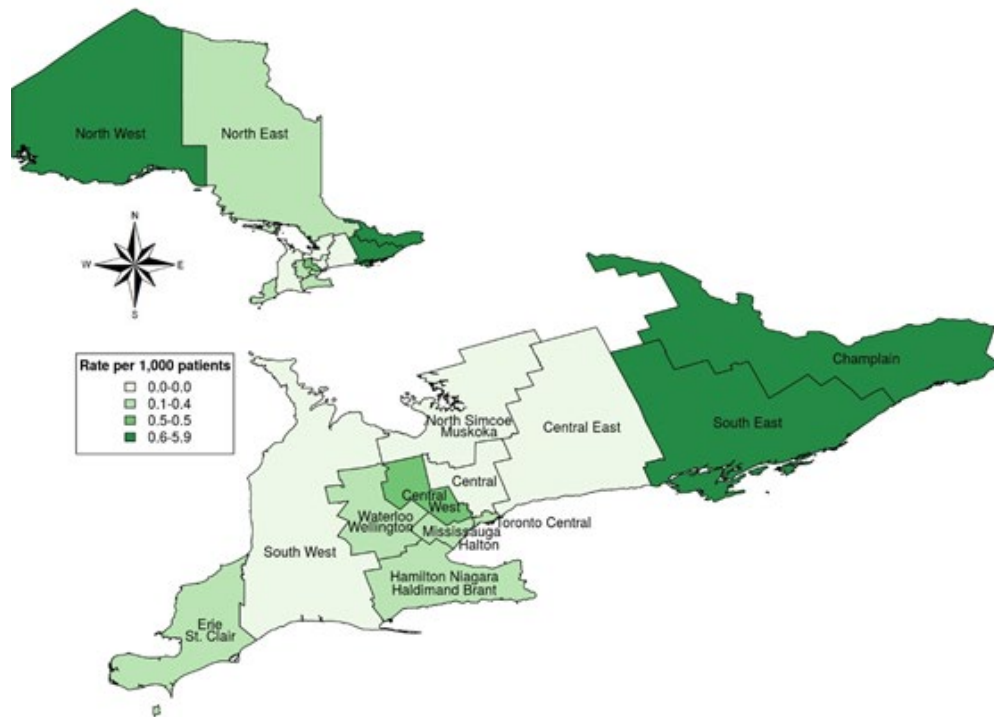 North West
North East
N
W
E
S
Rate per 1,000 patients
0.0-0.0
0.1-0.4
0.5-0.5
0.6-5.9
Champlain
South East
North Simcoe
Muskoka
Central East
Central
Central
West
Toronto Central
Waterloo
Wellington
Mississauga
Halton
South West
Hamilton Niagara
Haldimand Brant
Erie
St. Clair